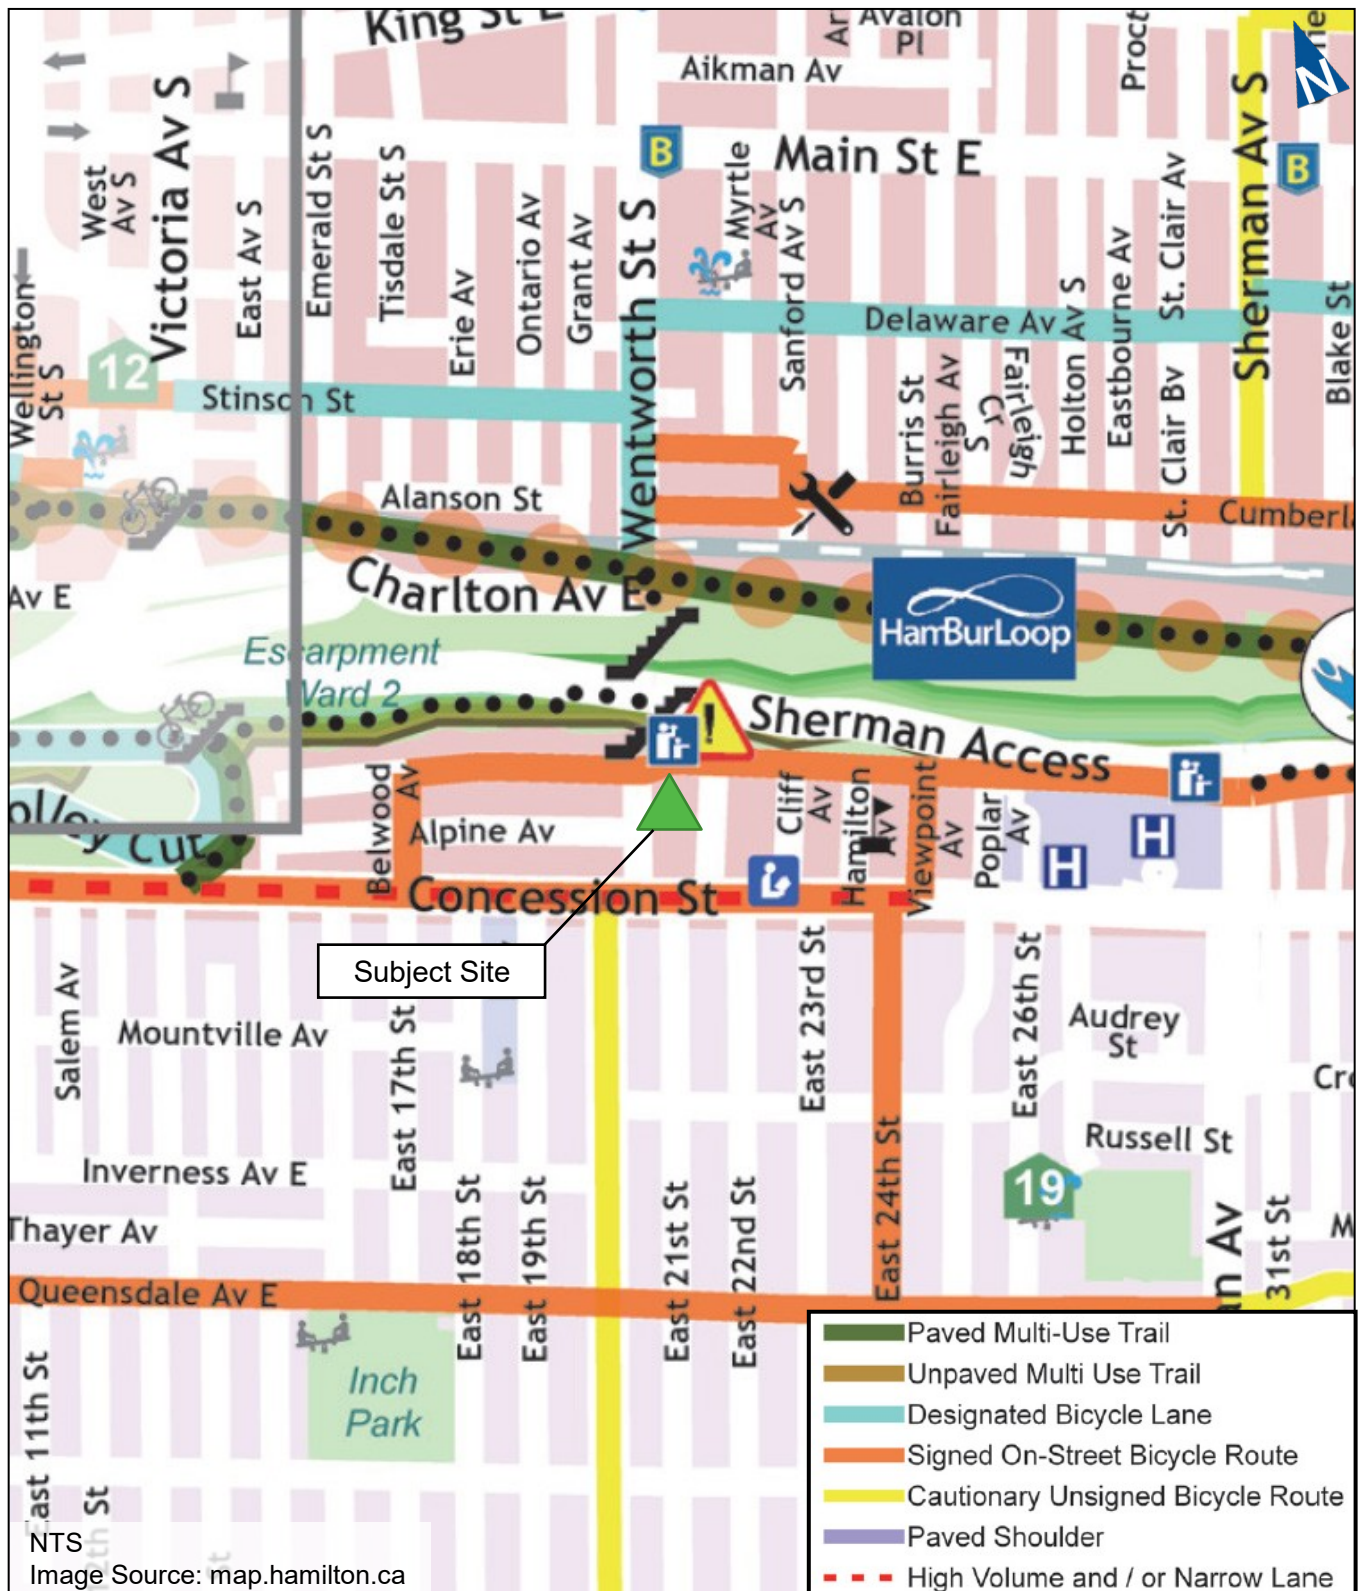 King St E
Avalon
Pl
Aikman Av
N
Victoria Av S
West
Av S
East Av S
Emerald St S
Tisdale St S
Erie Av
Ontario Av
Grant Av
Wentworth St S
B
Myrtle
Av
Main St E
Sanford Av S
Sherman Av S
B
St. Clair Av
Eastbourne Av
Holton Av S
Delaware Av
Blake St
Wellington
St S
12
Stinson St
Burris St
Fairleigh Av
S
Fairleigh
Cr S
St. Clair Bv
Alanson St
Charlton Av E
Av E
HamBurLoop
Escarpment
Ward 2
Sherman Access
Belwood
Av
Alpine Av
Cliff
Av
Hamilton
Av
Viewpoint
Av
Poplar
Av
H
H
Cut
Concession St
Subject Site
Salem Av
Mountville Av
East 17th St
East 23rd St
East 26th St
Audrey
St
Russell St
Inverness Av E
Thayer Av
East 18th St
East 19th St
East 21st St
East 22nd St
East 24th St
19
31st St
Queensdale Av E
Inch
Park
East 11th St
12th St
St
NTS
Image Source: map.hamilton.ca
Paved Multi-Use Trail
Unpaved Multi Use Trail
Designated Bicycle Lane
Signed On-Street Bicycle Route
Cautionary Unsigned Bicycle Route
Paved Shoulder
High Volume and / or Narrow Lane